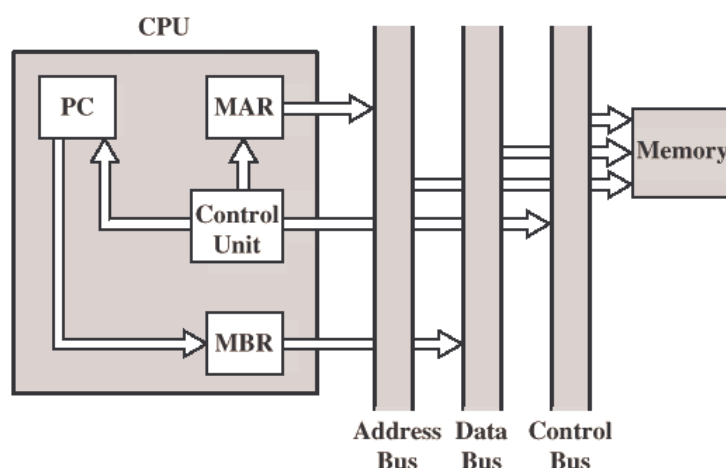 CPU
PC
MAR
Memory
Control
Unit
MBR
Address
Bus
Data
Bus
Control
Bus